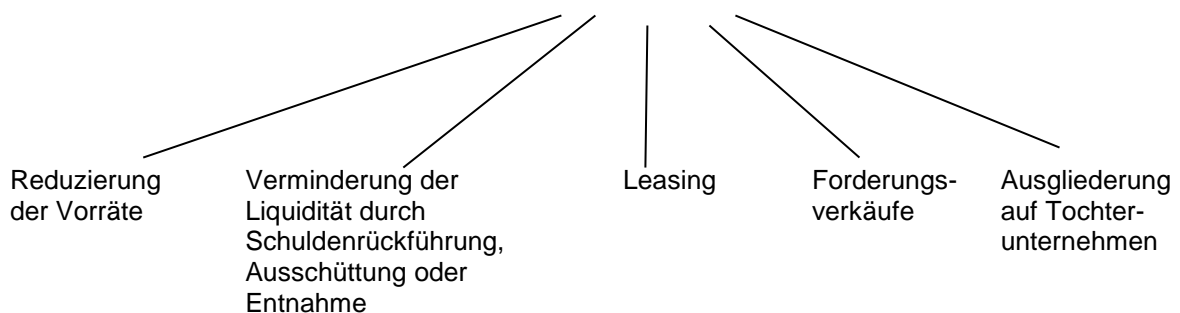 Reduzierung
der Vorräte
Verminderung der
Liquidität durch
Schuldenrückführung,
Ausschüttung oder
Entnahme
Leasing
Forderungs-
verkäufe
Ausgliederung
auf Tochter-
unternehmen